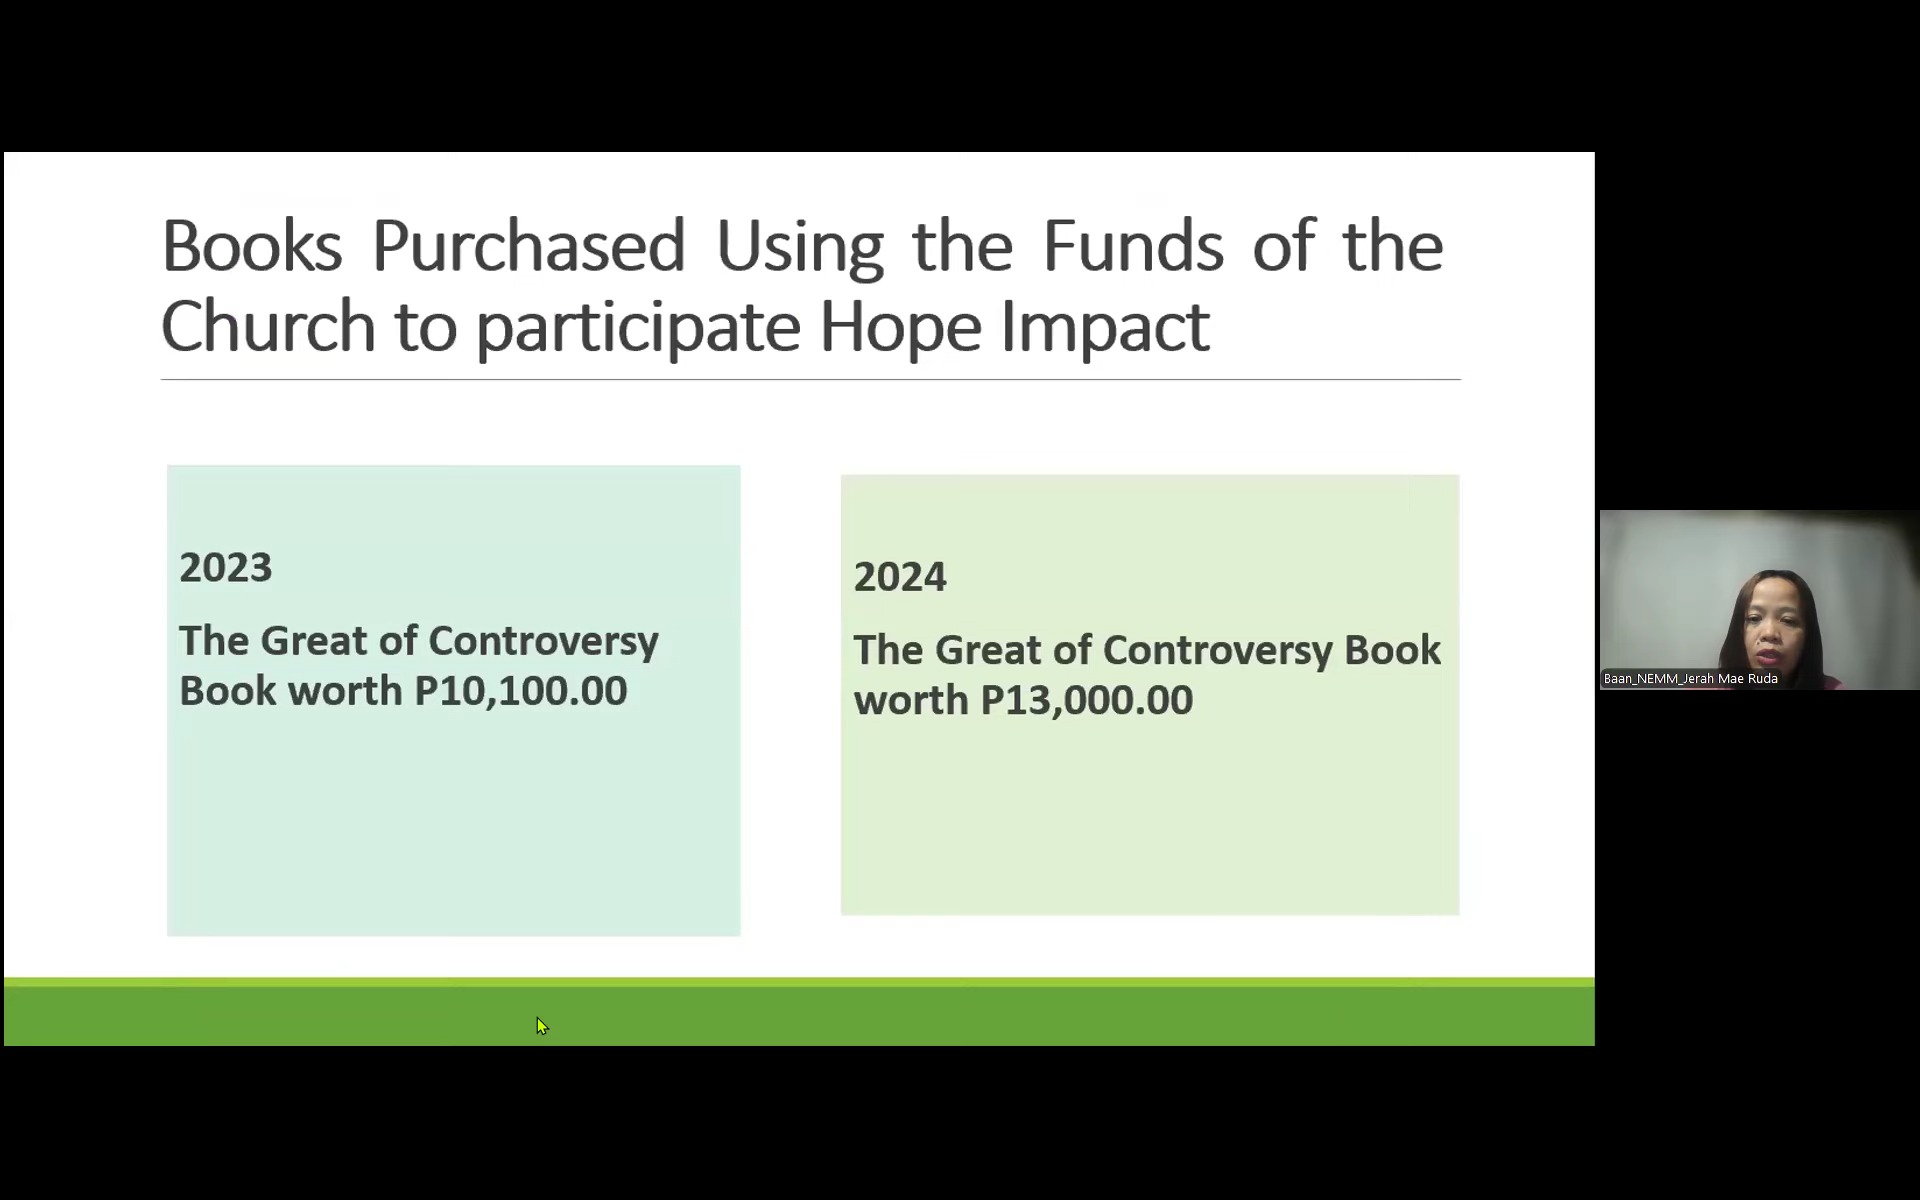 Books Purchased Using the Funds of the
Church to participate Hope Impact
2023
The Great of Controversy
Book worth P10,100.00
2024
The Great of Controversy Book
worth P13,000.00
Baan_NEMM_Jerah Mae Ruda